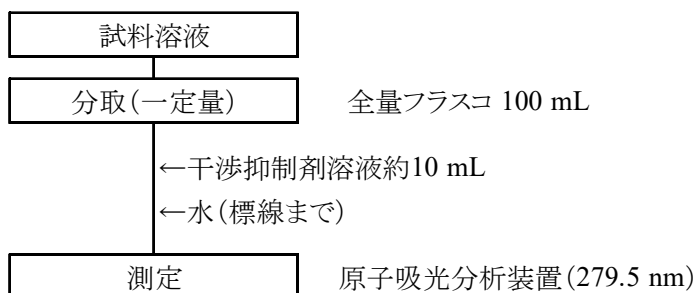 試料溶液
分取(一定量) 全量フラスコ 100 mL
←干渉抑制剤溶液約10 mL
←水(標線まで)
測定 原子吸光分析装置(279.5 nm)